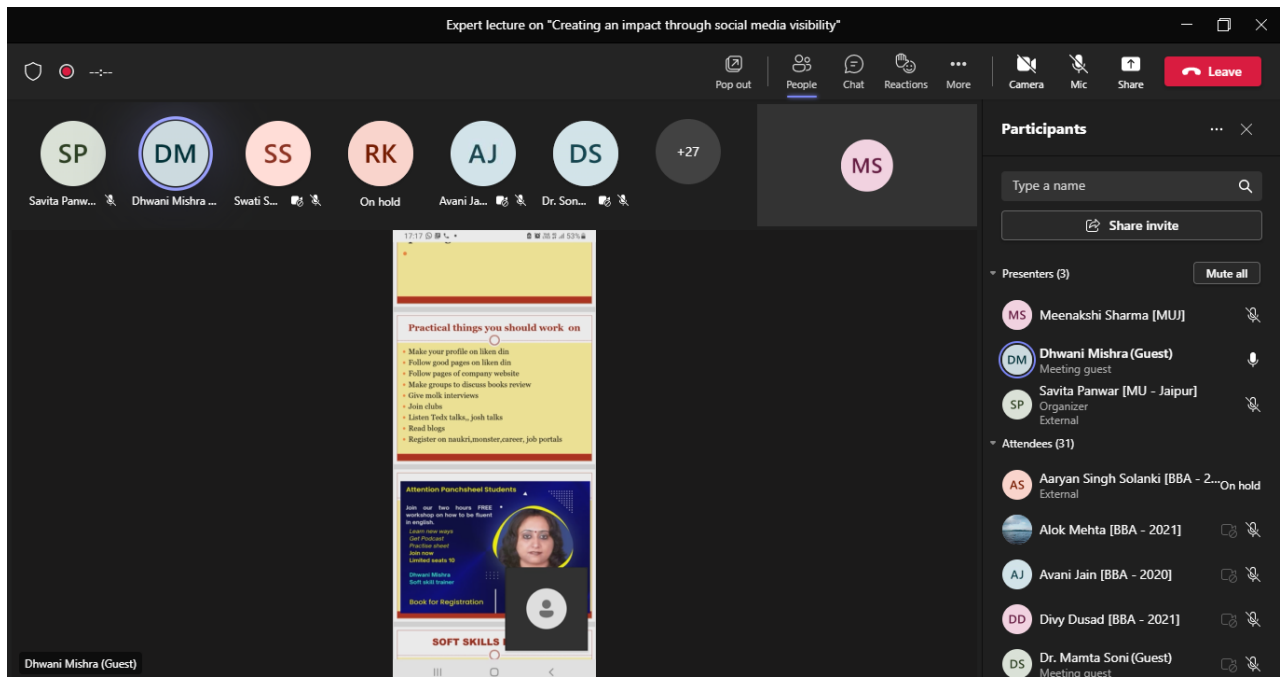 Expert lecture on "Creating an impact through social media visibility"
--:--
Pop out
People
Chat
Reactions
More
Camera
Mic
Share
Leave
SP
DM
SS
RK
AJ
DS
+27
MS
Savita Panw...
Dhwani Mishra ...
Swati S...
On hold
Avani Ja...
Dr. Son...
17:17
53%
Practical things you should work on
• Make your profile on liken din
• Follow good pages on liken din
• Follow pages of company website
• Make groups to discuss books review
• Give molk interviews
• Join clubs
• Listen Tedx talks,, josh talks
• Read blogs
• Register on naukri,monster,career, job portals
Attention Panchsheel Students
Join our two hours FREE
workshop on how to be fluent
in english.
Learn new ways
Get Podcast
Practise sheet
Join now
Limited seats 10
Dhwani Mishra
Soft skill trainer
Book for Registration
SOFT SKILLS
Dhwani Mishra (Guest)
Participants
Type a name
Share invite
Presenters (3)
Mute all
MS
Meenakshi Sharma [MUJ]
DM
Dhwani Mishra (Guest)
Meeting guest
SP
Savita Panwar [MU - Jaipur]
Organizer
External
Attendees (31)
AS
Aaryan Singh Solanki [BBA - 2...
On hold
External
Alok Mehta [BBA - 2021]
AJ
Avani Jain [BBA - 2020]
DD
Divy Dusad [BBA - 2021]
DS
Dr. Mamta Soni (Guest)
Meeting guest